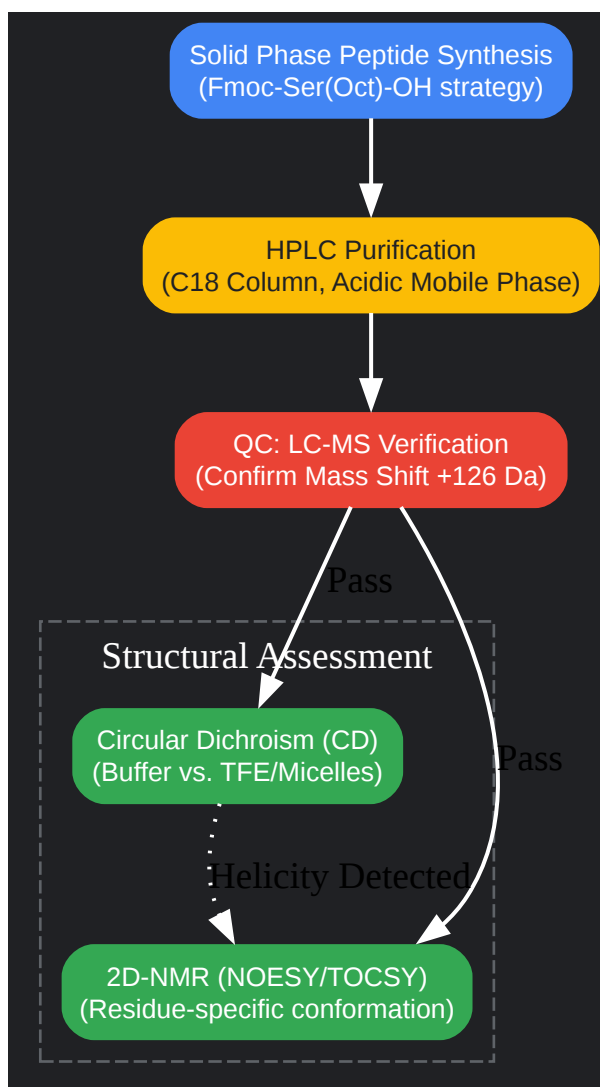 Solid Phase Peptide Synthesis
(Fmoc-Ser(Oct)-OH strategy)
HPLC Purification
(C18 Column, Acidic Mobile Phase)
QC: LC-MS Verification
(Confirm Mass Shift +126 Da)
Pass
Structural Assessment
Circular Dichroism (CD)
(Buffer vs. TFE/Micelles)
Pass
Helicity Detected
2D-NMR (NOESY/TOCSY)
(Residue-specific conformation)